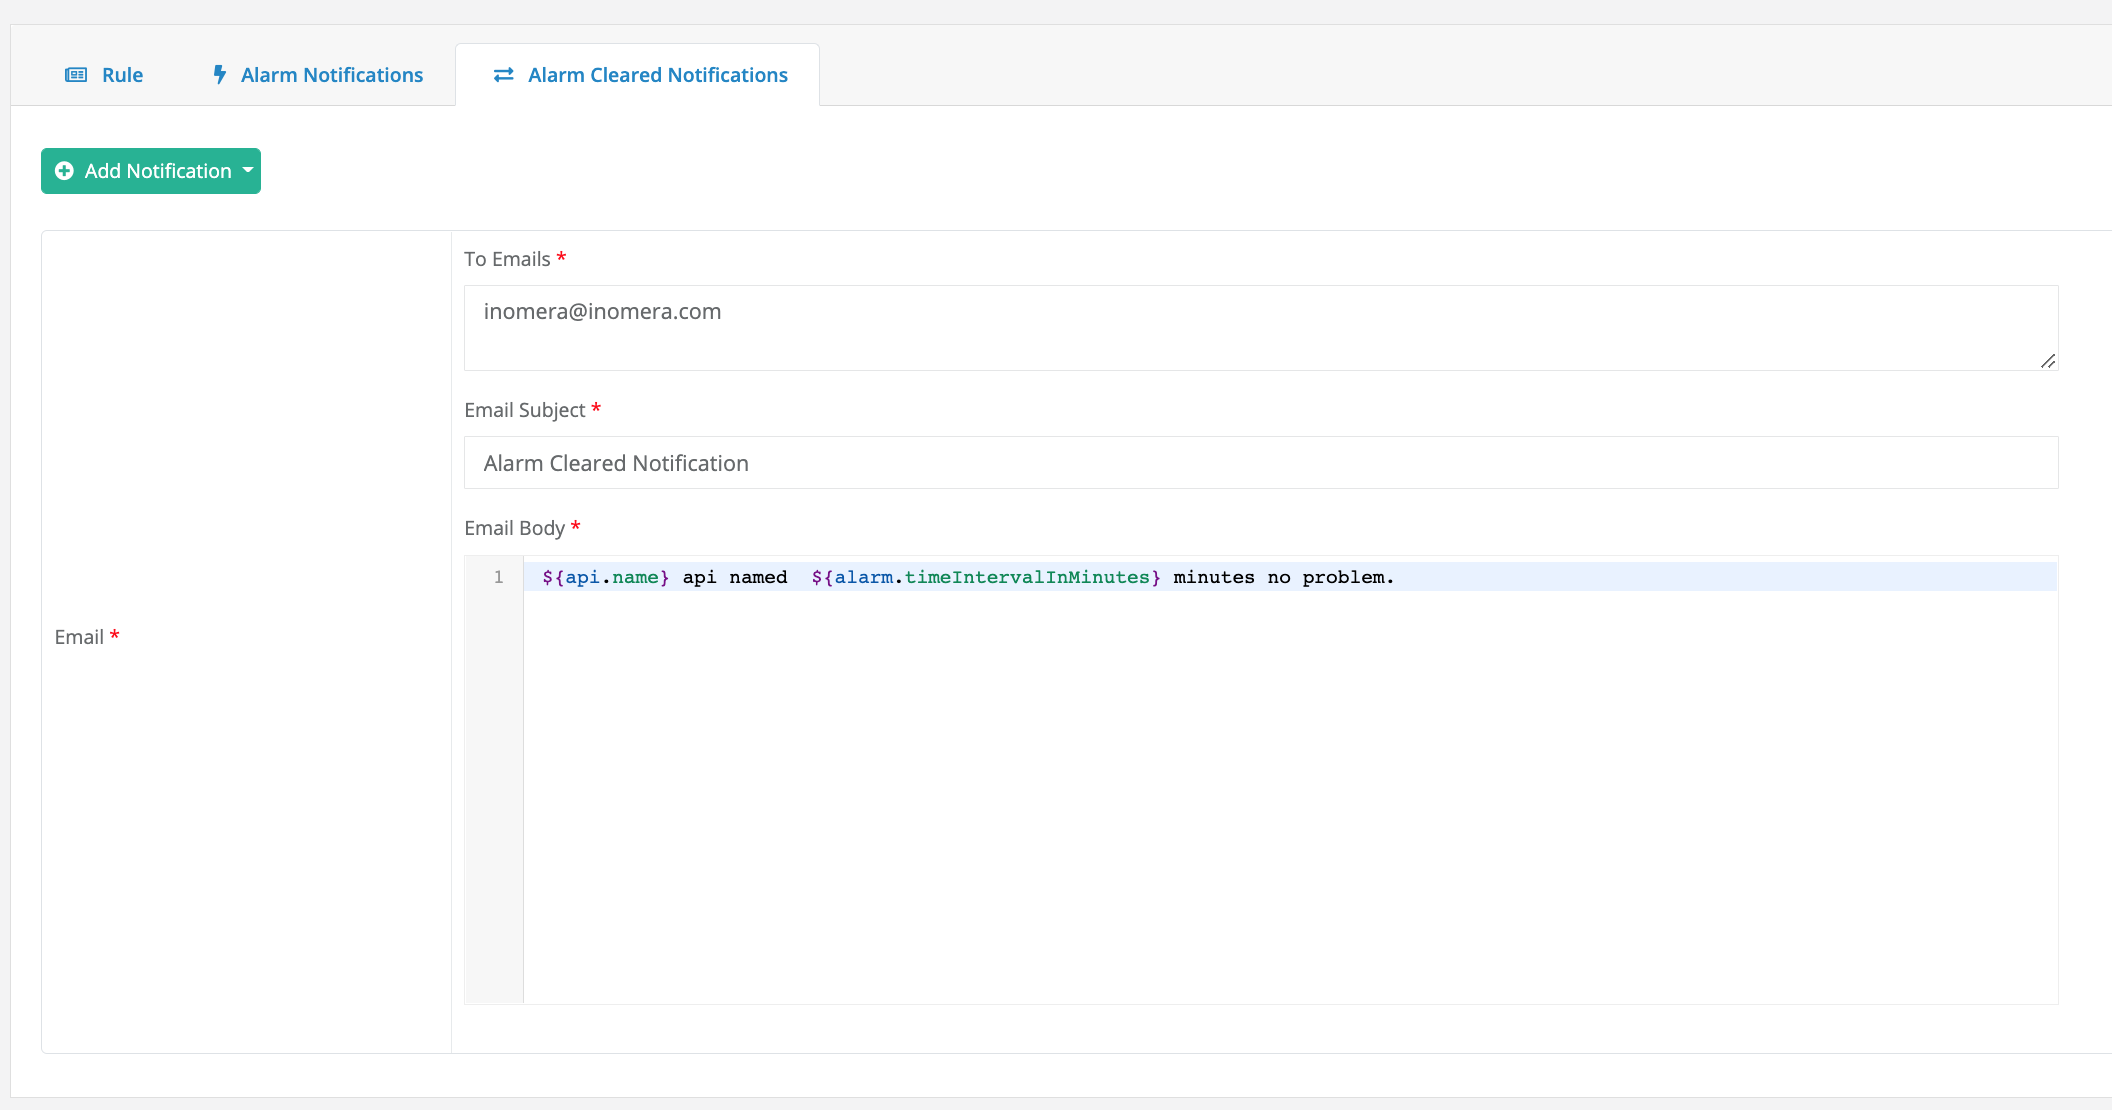 Rule
Alarm Notifications
Alarm Cleared Notifications
Add Notification
Email *
To Emails *
inomera@inomera.com
Email Subject *
Alarm Cleared Notification
Email Body *
1 ${api.name} api named  ${alarm.timeIntervalInMinutes} minutes no problem.